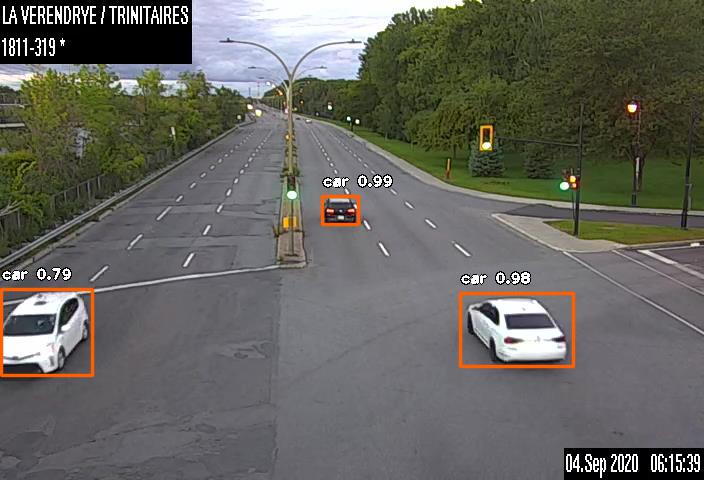 LA VERENDRYE / TRINITAIRES
1811-319 *
car 0.99
car 0.79
car 0.98
04.Sep 2020 06:15:39